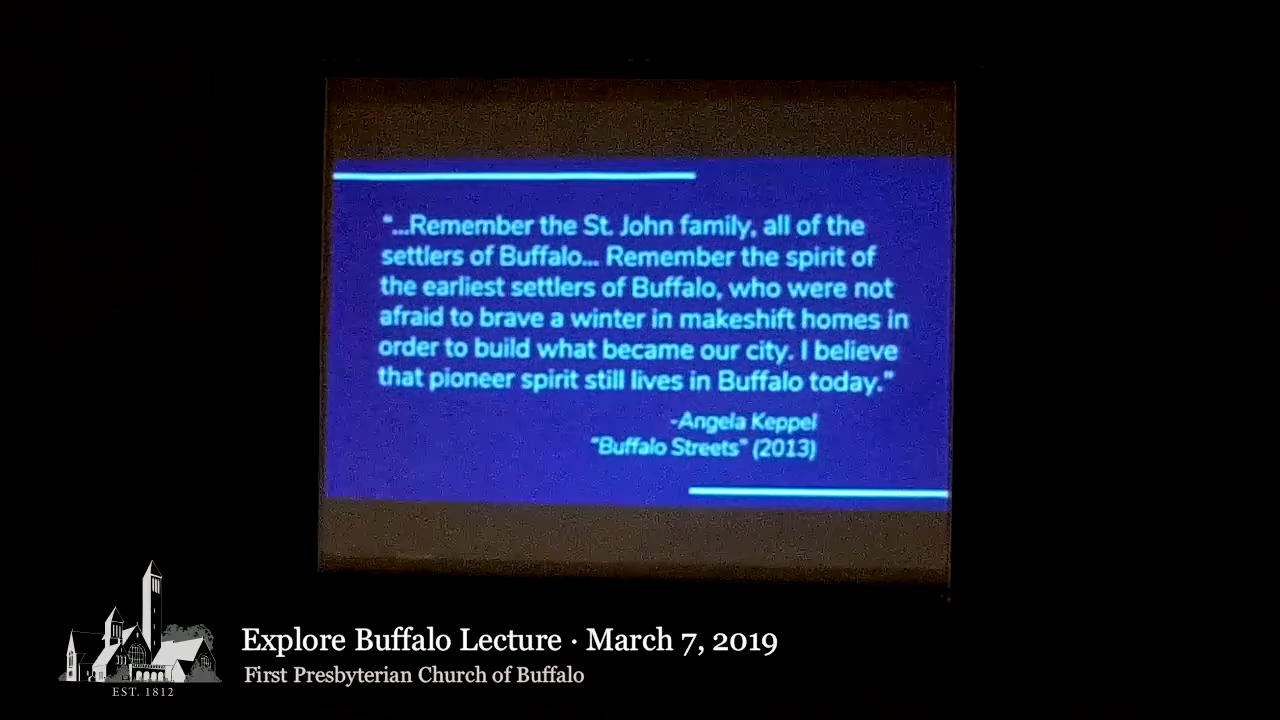 “...Remember the St. John family, all of the
settlers of Buffalo... Remember the spirit of
the earliest settlers of Buffalo, who were not
afraid to brave a winter in makeshift homes in
order to build what became our city. I believe
that pioneer spirit still lives in Buffalo today.”
-Angela Keppel
“Buffalo Streets” (2013)
Explore Buffalo Lecture · March 7, 2019
First Presbyterian Church of Buffalo
EST. 1812